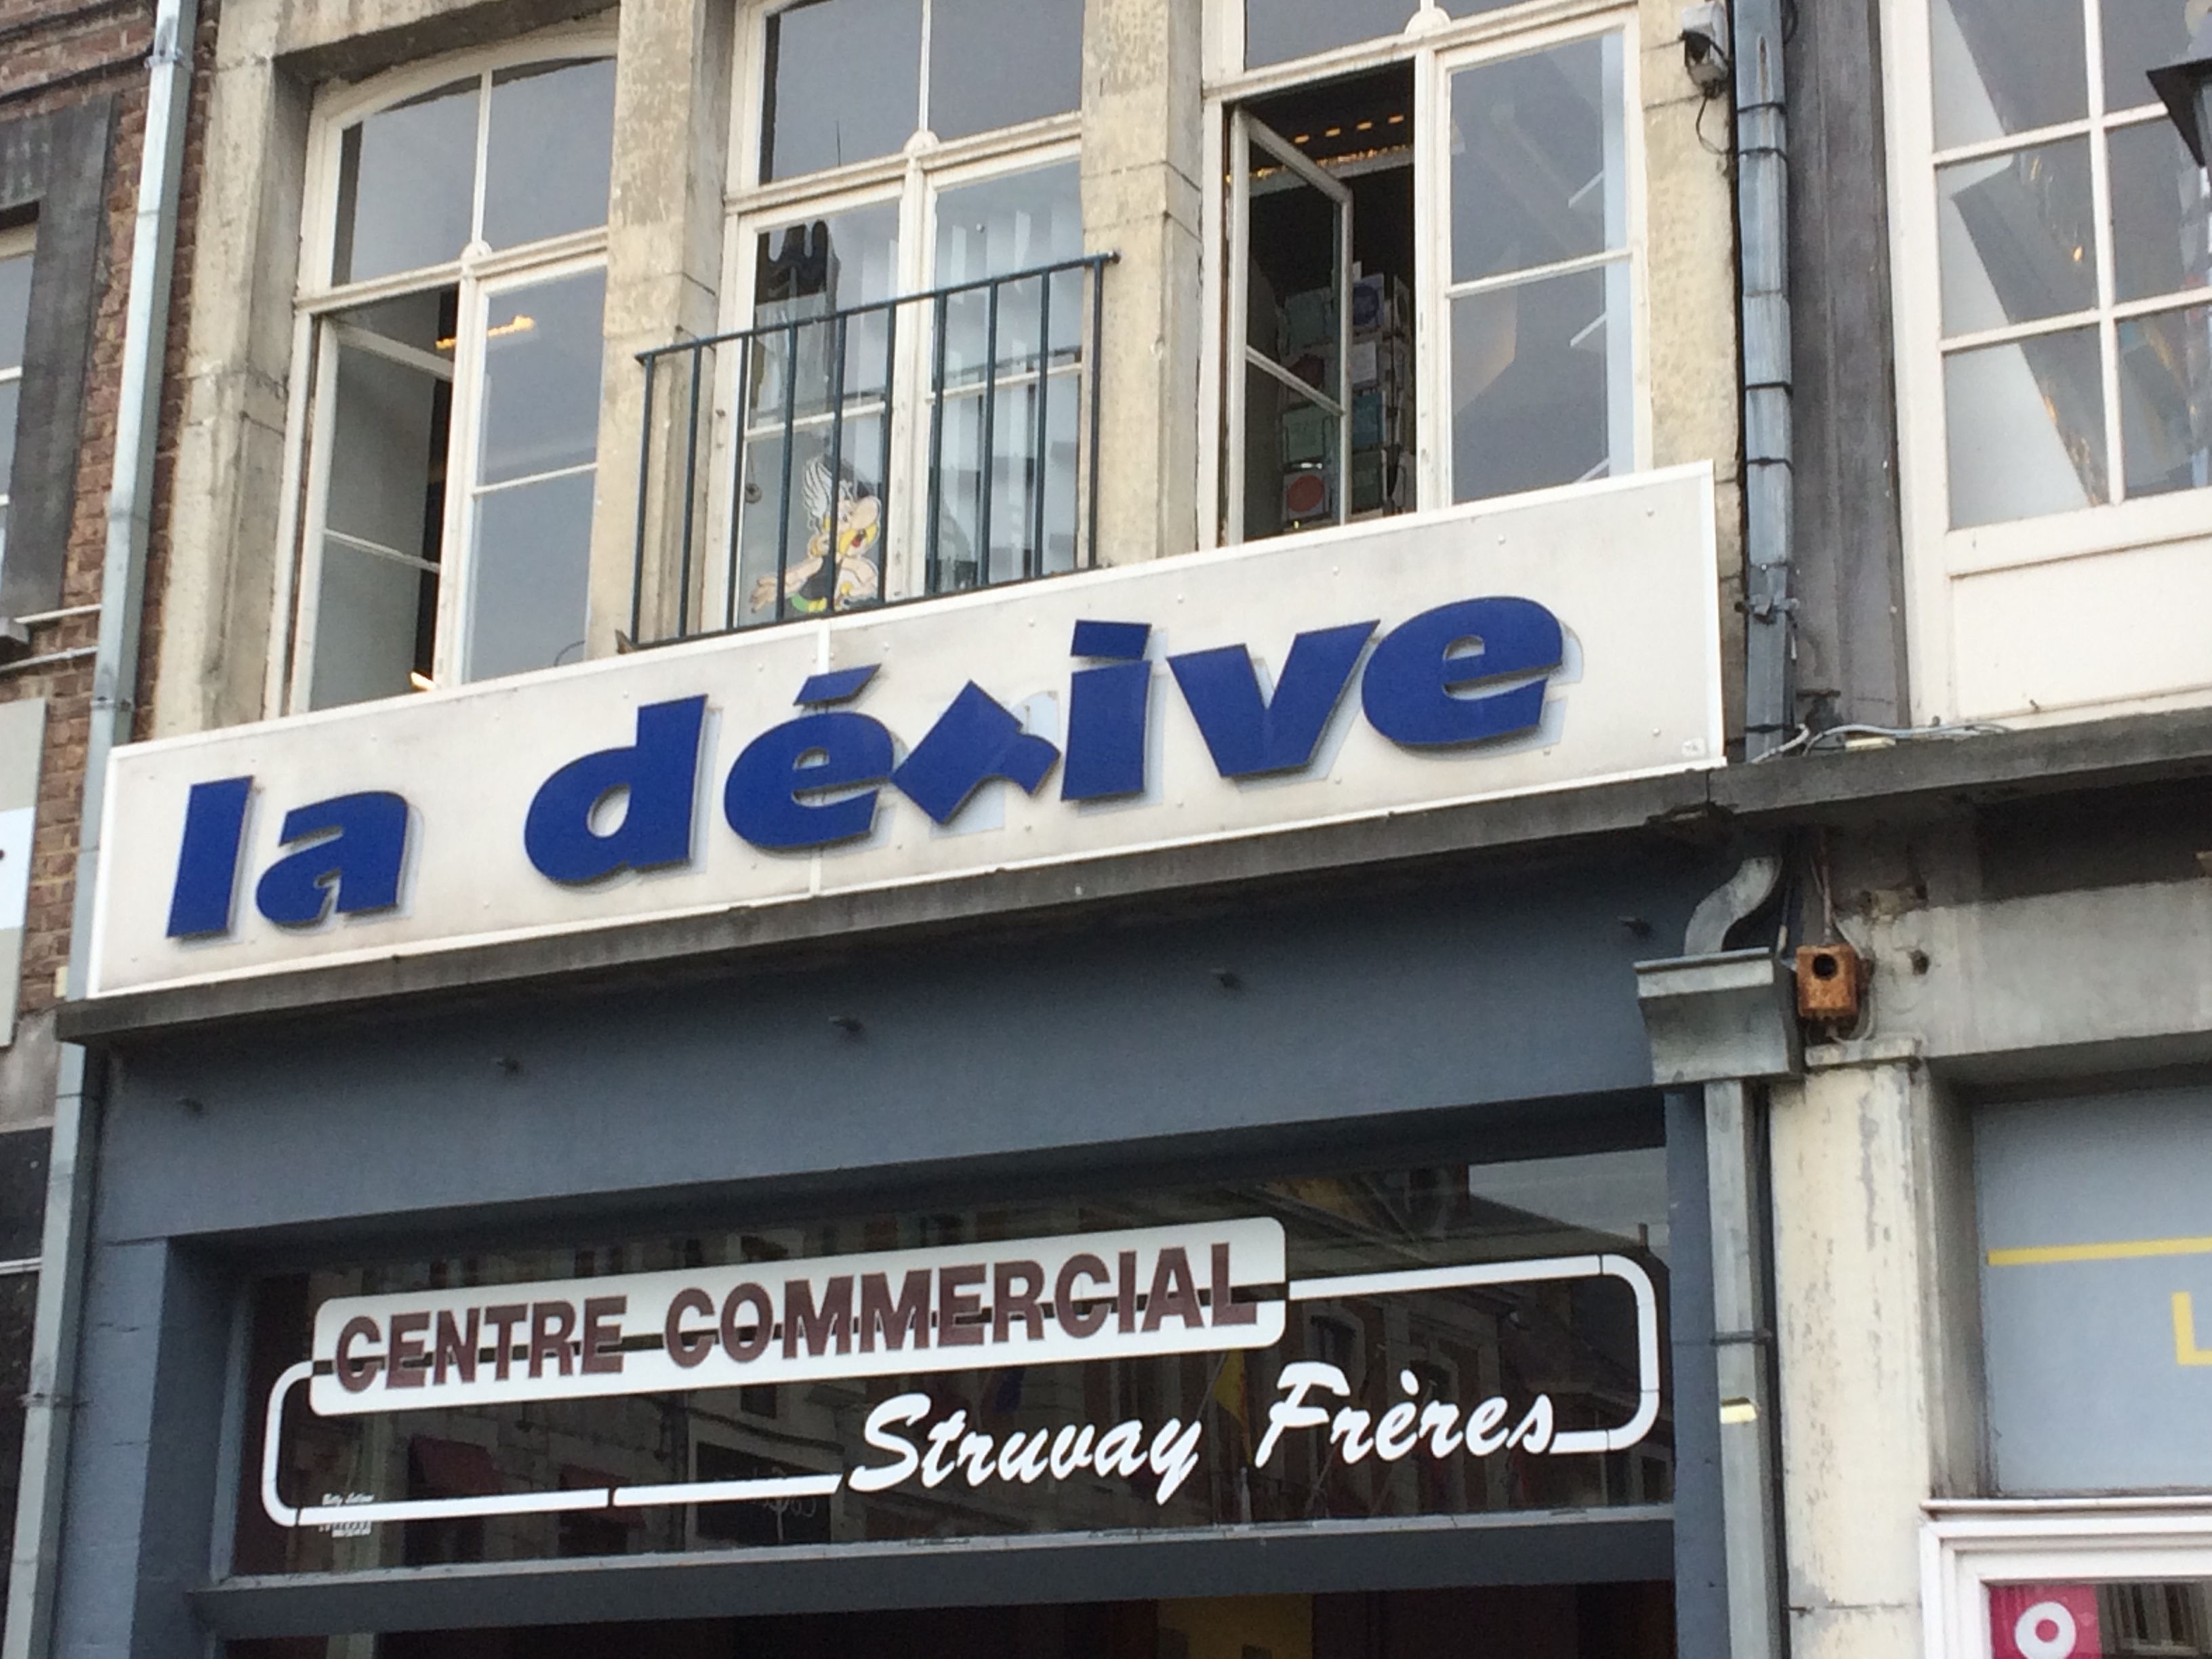 la dérive
CENTRE COMMERCIAL
Struvay Frères